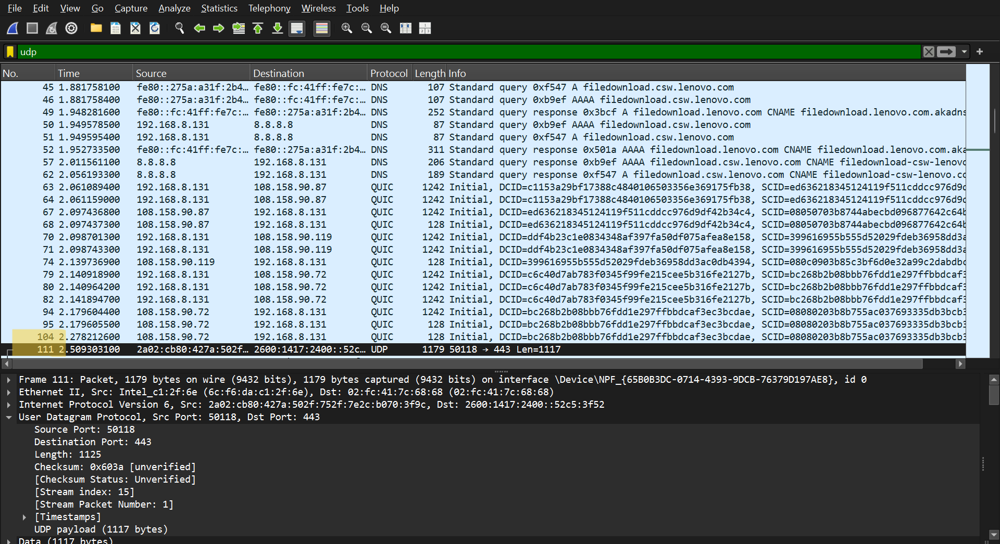 File Edit View Go Capture Analyze Statistics Telephony Wireless Tools Help
udp
No. Time Source Destination Protocol Length Info
45 1.881758100 fe80::275a:a31f:2b4… fe80::fc:41ff:fe7c:… DNS 107 Standard query 0xf547 A filedownload.csw.lenovo.com
46 1.881758400 fe80::275a:a31f:2b4… fe80::fc:41ff:fe7c:… DNS 107 Standard query 0xb9ef AAAA filedownload.csw.lenovo.com
49 1.948281600 fe80::fc:41ff:fe7c:… fe80::275a:a31f:2b4… DNS 252 Standard query response 0x3bcf A filedownload.lenovo.com CNAME filedownload.lenovo.com.akadns
50 1.949578500 192.168.8.131 8.8.8.8 DNS 87 Standard query 0xb9ef AAAA filedownload.csw.lenovo.com
51 1.949595400 192.168.8.131 8.8.8.8 DNS 87 Standard query 0xf547 A filedownload.csw.lenovo.com
52 1.952733500 fe80::fc:41ff:fe7c:… fe80::275a:a31f:2b4… DNS 311 Standard query response 0x501a AAAA filedownload.lenovo.com CNAME filedownload.lenovo.com.aka
57 2.011561100 8.8.8.8 192.168.8.131 DNS 206 Standard query response 0xb9ef AAAA filedownload.csw.lenovo.com CNAME filedownload-csw-lenovo
62 2.056193300 8.8.8.8 192.168.8.131 DNS 189 Standard query response 0xf547 A filedownload.csw.lenovo.com CNAME filedownload-csw-lenovo.co
63 2.061089400 192.168.8.131 108.158.90.87 QUIC 1242 Initial, DCID=c1153a29bf17388c4840106503356e369175fb38, SCID=ed636218345124119f511cddcc976d9d
64 2.061159000 192.168.8.131 108.158.90.87 QUIC 1242 Initial, DCID=c1153a29bf17388c4840106503356e369175fb38, SCID=ed636218345124119f511cddcc976d9d
67 2.097436800 108.158.90.87 192.168.8.131 QUIC 1242 Initial, DCID=ed636218345124119f511cddcc976d9df42b34c4, SCID=08050703b8744abecbd096877642c64b
68 2.097437300 108.158.90.87 192.168.8.131 QUIC 128 Initial, DCID=ed636218345124119f511cddcc976d9df42b34c4, SCID=08050703b8744abecbd096877642c64b
70 2.098701300 192.168.8.131 108.158.90.119 QUIC 1242 Initial, DCID=ddf4b23c1e0834348af397fa50df075afea8e158, SCID=399616955b555d52029fdeb36958dd3a
71 2.098743300 192.168.8.131 108.158.90.119 QUIC 1242 Initial, DCID=ddf4b23c1e0834348af397fa50df075afea8e158, SCID=399616955b555d52029fdeb36958dd3a
74 2.139736900 108.158.90.119 192.168.8.131 QUIC 128 Initial, DCID=399616955b555d52029fdeb36958dd3ac0db4394, SCID=080c0903b85c3bf6d0e32a99c2dabdbc
79 2.140918900 192.168.8.131 108.158.90.72 QUIC 1242 Initial, DCID=c6c40d7ab783f0345f99fe215cee5b316fe2127b, SCID=bc268b2b08bbb76fdd1e297ffbbdcaf3
80 2.140964200 192.168.8.131 108.158.90.72 QUIC 1242 Initial, DCID=c6c40d7ab783f0345f99fe215cee5b316fe2127b, SCID=bc268b2b08bbb76fdd1e297ffbbdcaf3
82 2.141894700 192.168.8.131 108.158.90.72 QUIC 1242 Initial, DCID=c6c40d7ab783f0345f99fe215cee5b316fe2127b, SCID=bc268b2b08bbb76fdd1e297ffbbdcaf3
94 2.179604400 108.158.90.72 192.168.8.131 QUIC 1242 Initial, DCID=bc268b2b08bbb76fdd1e297ffbbdcaf3ec3bcdae, SCID=08080203b8b755ac037693335db3bcb3
95 2.179605500 108.158.90.72 192.168.8.131 QUIC 128 Initial, DCID=bc268b2b08bbb76fdd1e297ffbbdcaf3ec3bcdae, SCID=08080203b8b755ac037693335db3bcb3
104 2.278212600 108.158.90.72 192.168.8.131 QUIC 128 Initial, DCID=bc268b2b08bbb76fdd1e297ffbbdcaf3ec3bcdae, SCID=08080203b8b755ac037693335db3bcb3
111 2.509303100 2a02:cb80:427a:502f… 2600:1417:2400::52c… UDP 1179 50118 → 443 Len=1117
Frame 111: Packet, 1179 bytes on wire (9432 bits), 1179 bytes captured (9432 bits) on interface \Device\NPF_{65B0B3DC-0714-4393-9DCB-76379D197AE8}, id 0
Ethernet II, Src: Intel_c1:2f:6e (6c:f6:da:c1:2f:6e), Dst: 02:fc:41:7c:68:68 (02:fc:41:7c:68:68)
Internet Protocol Version 6, Src: 2a02:cb80:427a:502f:752f:7e2c:b070:3f9c, Dst: 2600:1417:2400::52c5:3f52
User Datagram Protocol, Src Port: 50118, Dst Port: 443
Source Port: 50118
Destination Port: 443
Length: 1125
Checksum: 0x603a [unverified]
[Checksum Status: Unverified]
[Stream index: 15]
[Stream Packet Number: 1]
[Timestamps]
UDP payload (1117 bytes)
Data (1117 bytes)